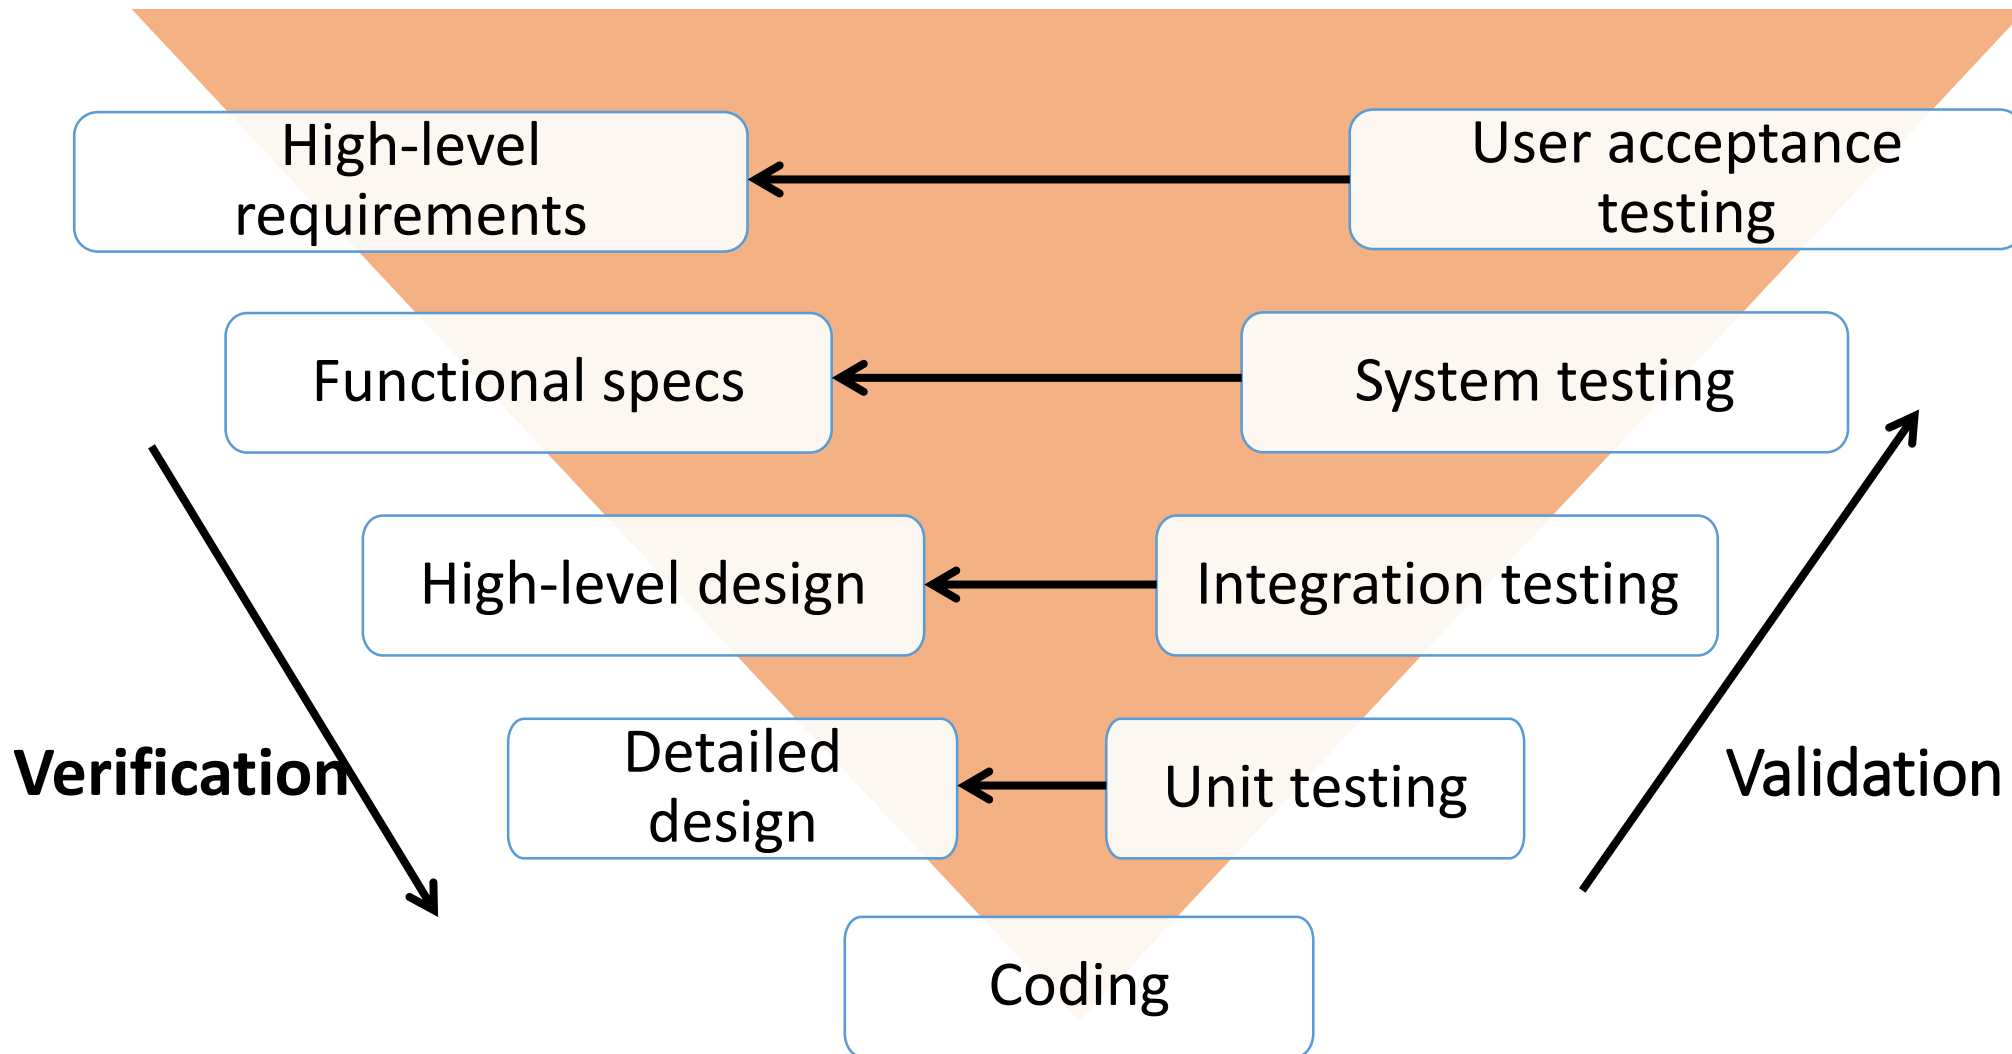 High-level
requirements
User acceptance
testing
Functional specs
System testing
High-level design
Integration testing
Verification
Detailed
design
Unit testing
Validation
Coding